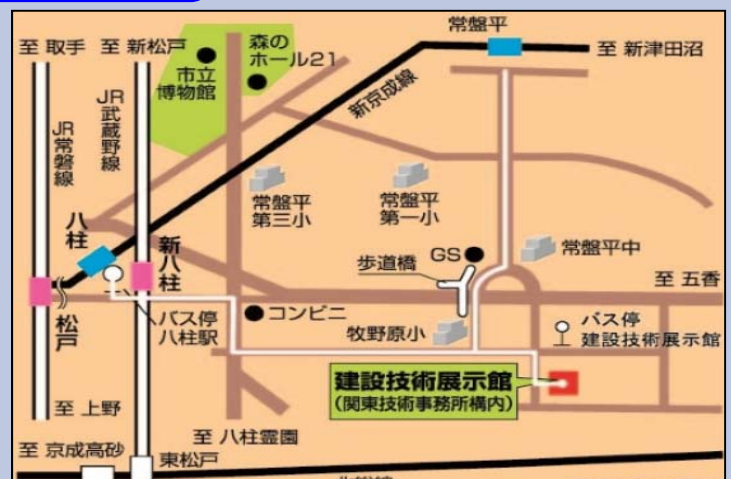 常盤平
至 取手
至 新松戸
森の
ホール21
至 新津田沼
市立
博物館
新京成線
JR武蔵野線
JR常磐線
常盤平
第三小
常盤平
第一小
八柱
新八柱
GS
常盤平中
歩道橋
至 五香
松戸
バス停
八柱駅
コンビニ
牧野原小
バス停
建設技術展示館
建設技術展示館
(関東技術事務所構内)
至 上野
至 八柱霊園
至 京成高砂
東松戸